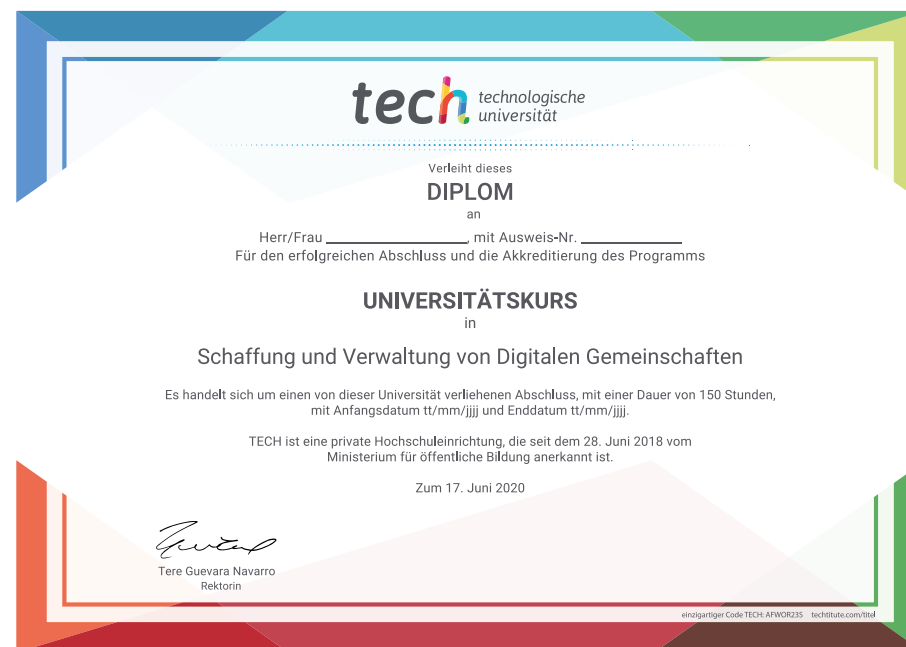 tech technologische
universität
Verleiht dieses
DIPLOM
an
Herr/Frau ____________________, mit Ausweis-Nr. ______________
Für den erfolgreichen Abschluss und die Akkreditierung des Programms
UNIVERSITÄTSKURS
in
Schaffung und Verwaltung von Digitalen Gemeinschaften
Es handelt sich um einen von dieser Universität verliehenen Abschluss, mit einer Dauer von 150 Stunden,
mit Anfangsdatum tt/mm/jjjj und Enddatum tt/mm/jjjj.
TECH ist eine private Hochschuleinrichtung, die seit dem 28. Juni 2018 vom
Ministerium für öffentliche Bildung anerkannt ist.
Zum 17. Juni 2020
Tere Guevara Navarro
Rektorin
einzigartiger Code TECH: AFWOR23S techtitute.com/titel